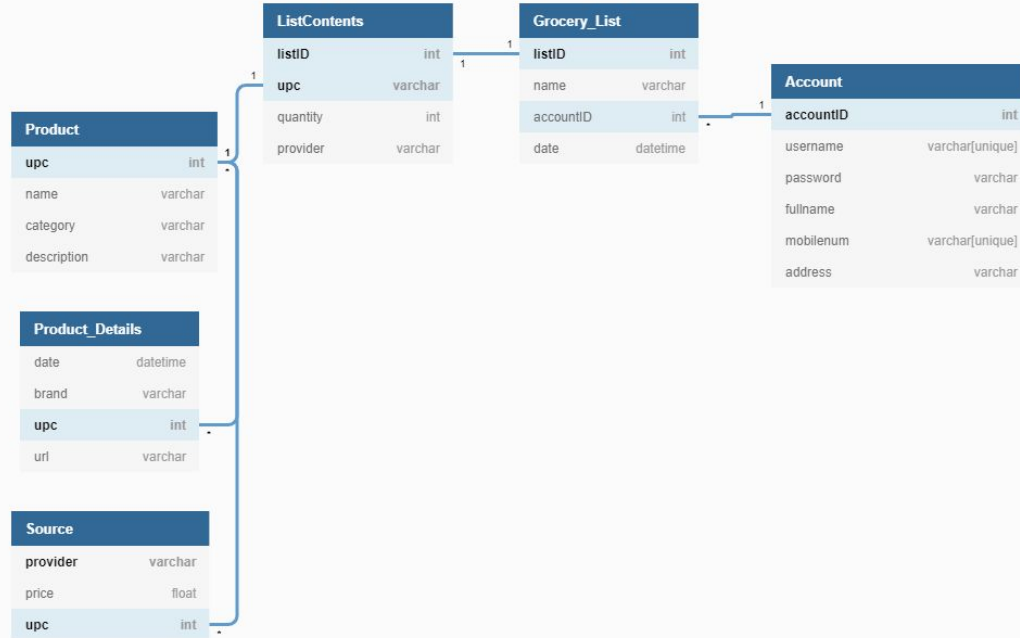 ListContents
listID int
upc varchar
quantity int
provider varchar
Grocery_List
listID int
name varchar
accountID int
date datetime
Account
accountID int
username varchar[unique]
password varchar
fullname varchar
mobilenum varchar[unique]
address varchar
Product
upc int
name varchar
category varchar
description varchar
Product_Details
date datetime
brand varchar
upc int
url varchar
Source
provider varchar
price float
upc int
1
1
1
1
1
*
*
*
*